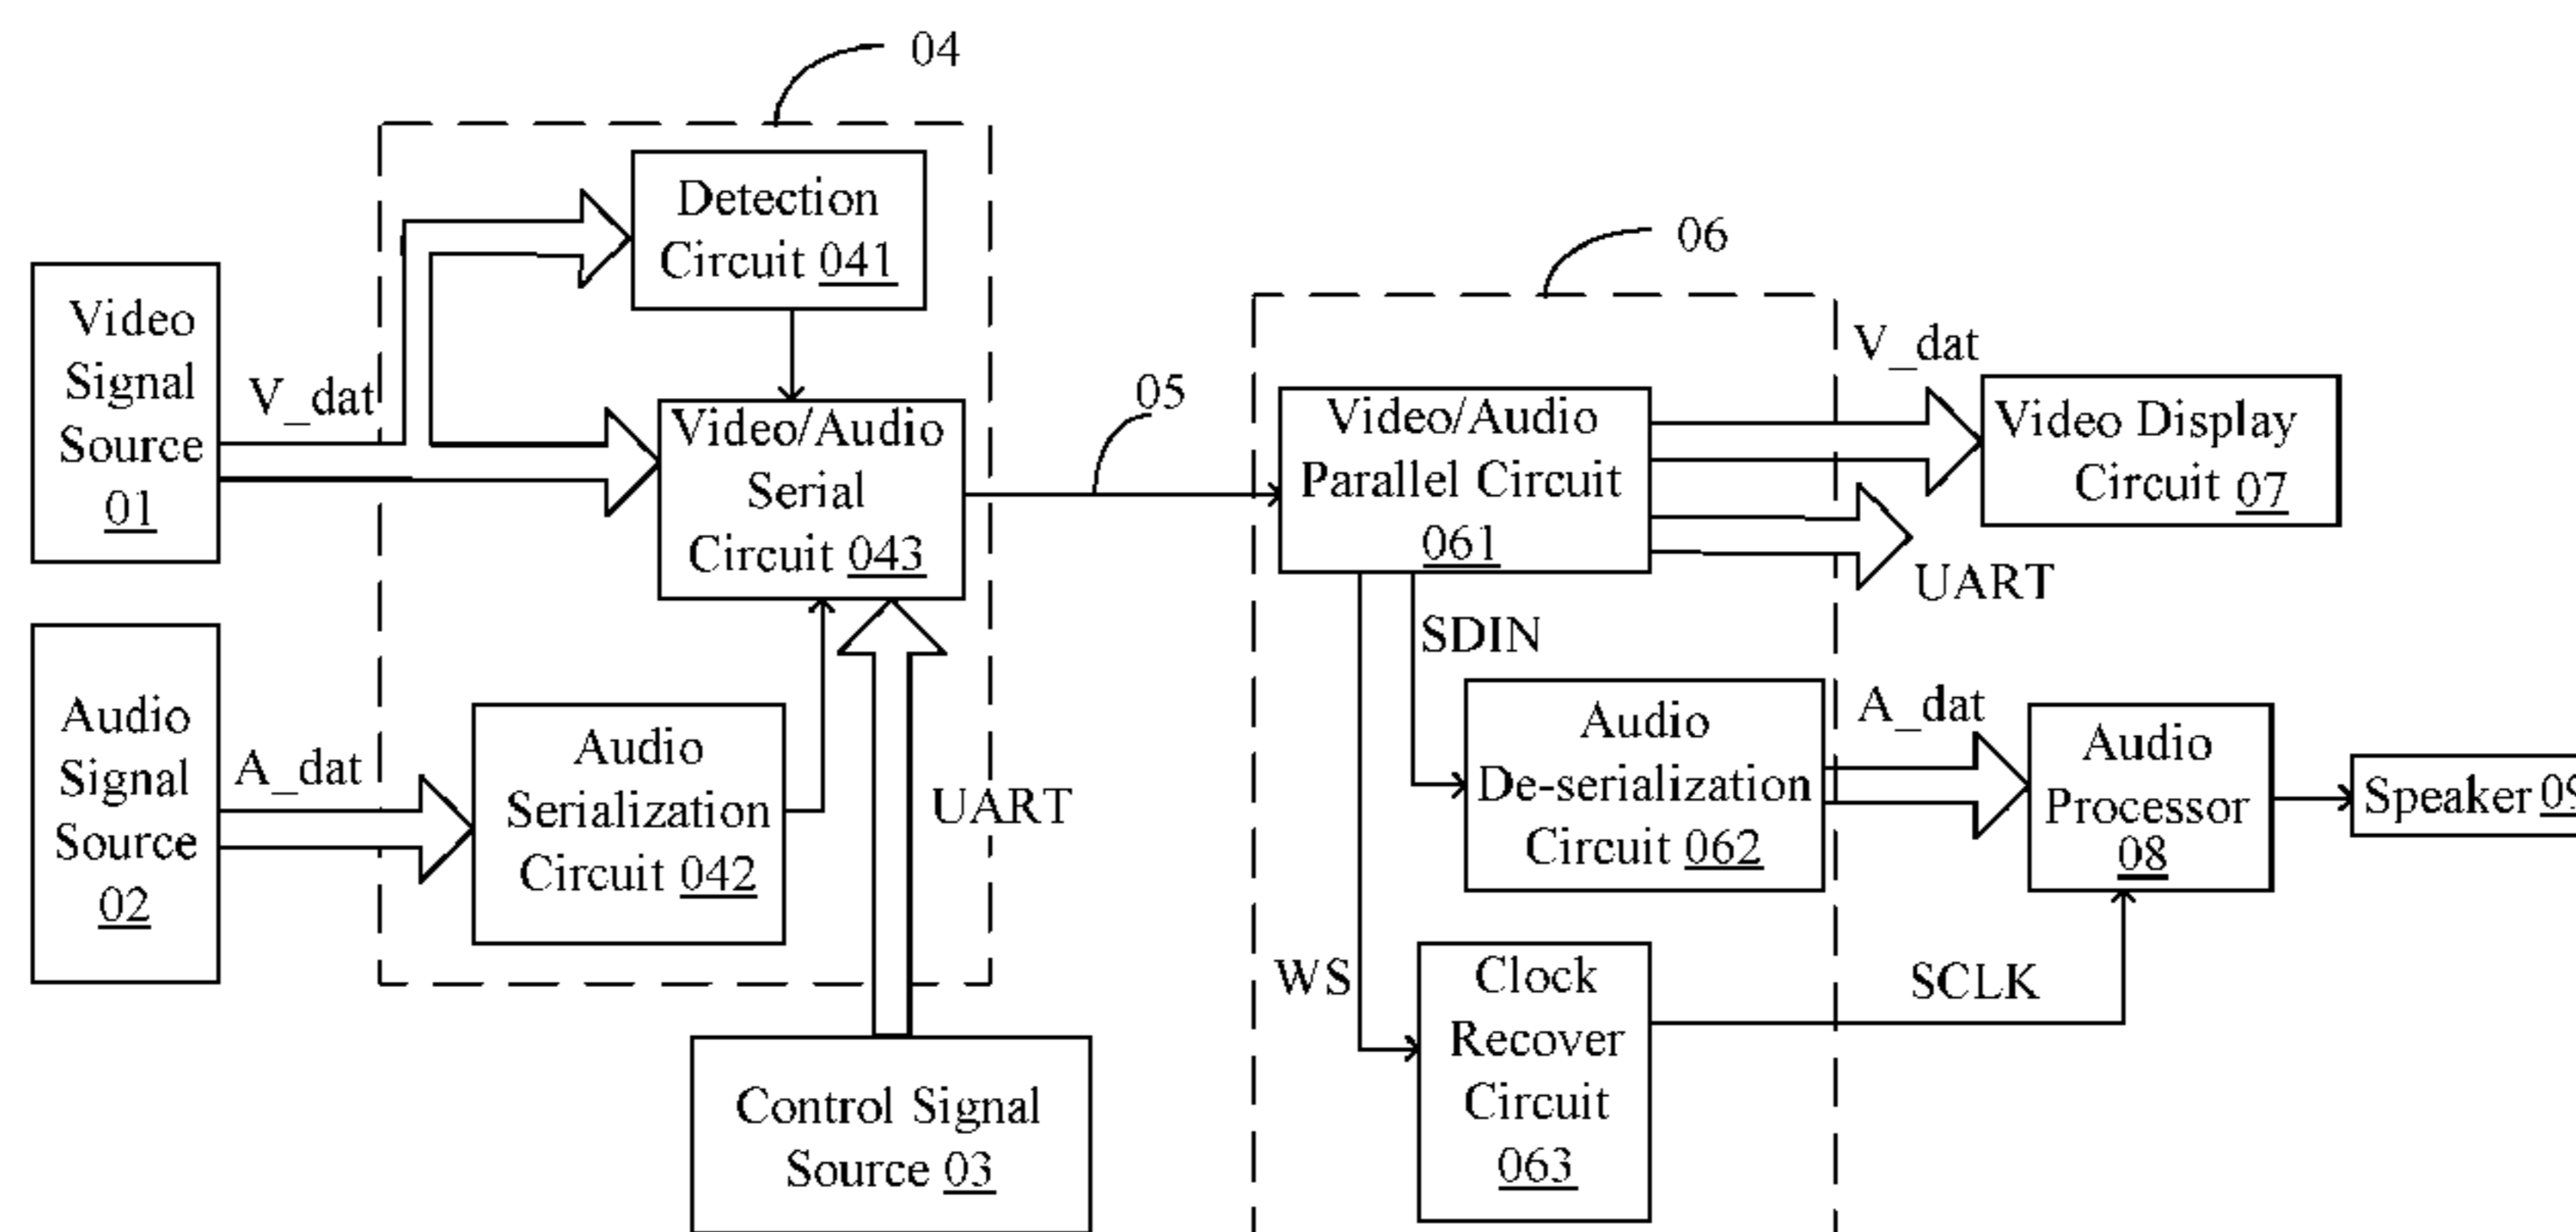 04
Detection
Circuit 041
06
Video
Signal
Source
01
V_dat
Video/Audio
Serial
Circuit 043
05
Video/Audio
Parallel Circuit
061
V_dat
Video Display
Circuit 07
UART
SDIN
Audio
Signal
Source
02
A_dat
Audio
Serialization
Circuit 042
UART
Audio
De-serialization
Circuit 062
A_dat
Audio
Processor
08
Speaker 09
WS
Clock
Recover
Circuit
063
SCLK
Control Signal
Source 03